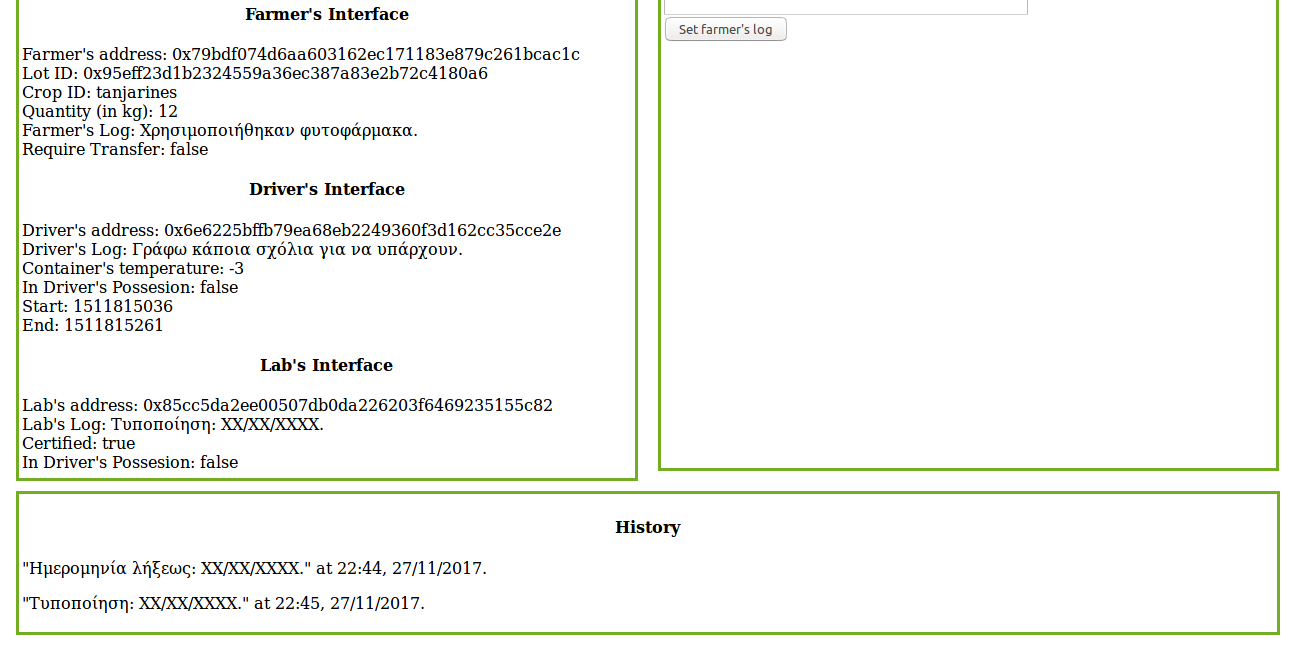 Farmer's Interface
Farmer's address: 0x79bdf074d6aa603162ec171183e879c261bcac1c
Lot ID: 0x95eff23d1b2324559a36ec387a83e2b72c4180a6
Crop ID: tanjarines
Quantity (in kg): 12
Farmer's Log: Χρησιμοποιήθηκαν φυτοφάρμακα.
Require Transfer: false
Driver's Interface
Driver's address: 0x6e6225bffb79ea68eb2249360f3d162cc35cce2e
Driver's Log: Γράφω κάποια σχόλια για να υπάρχουν.
Container's temperature: -3
In Driver's Possesion: false
Start: 1511815036
End: 1511815261
Lab's Interface
Lab's address: 0x85cc5da2ee00507db0da226203f6469235155c82
Lab's Log: Τυποποίηση: XX/XX/XXXX.
Certified: true
In Driver's Possesion: false
Set farmer's log
History
"Ημερομηνία λήξεως: XX/XX/XXXX." at 22:44, 27/11/2017.
"Τυποποίηση: XX/XX/XXXX." at 22:45, 27/11/2017.